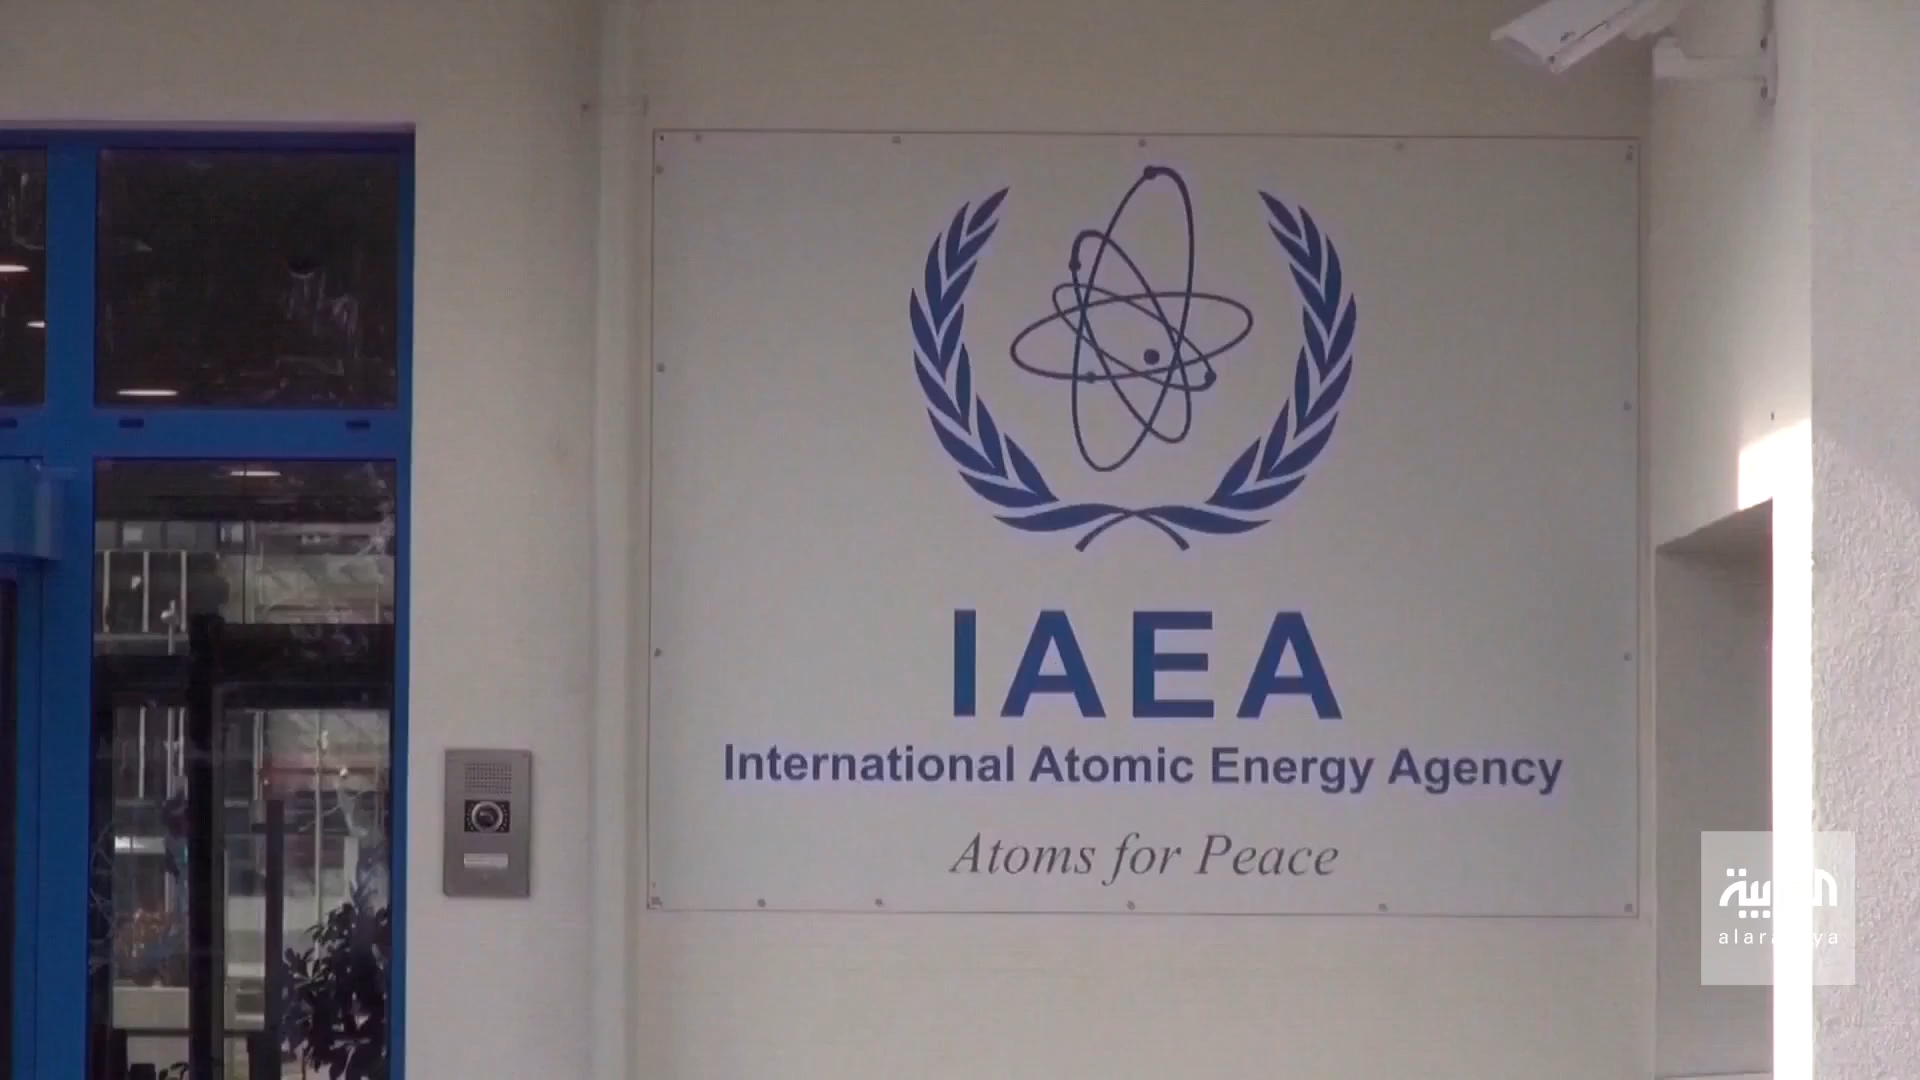 IAEA
International Atomic Energy Agency
Atoms for Peace
العربية
alarabiya